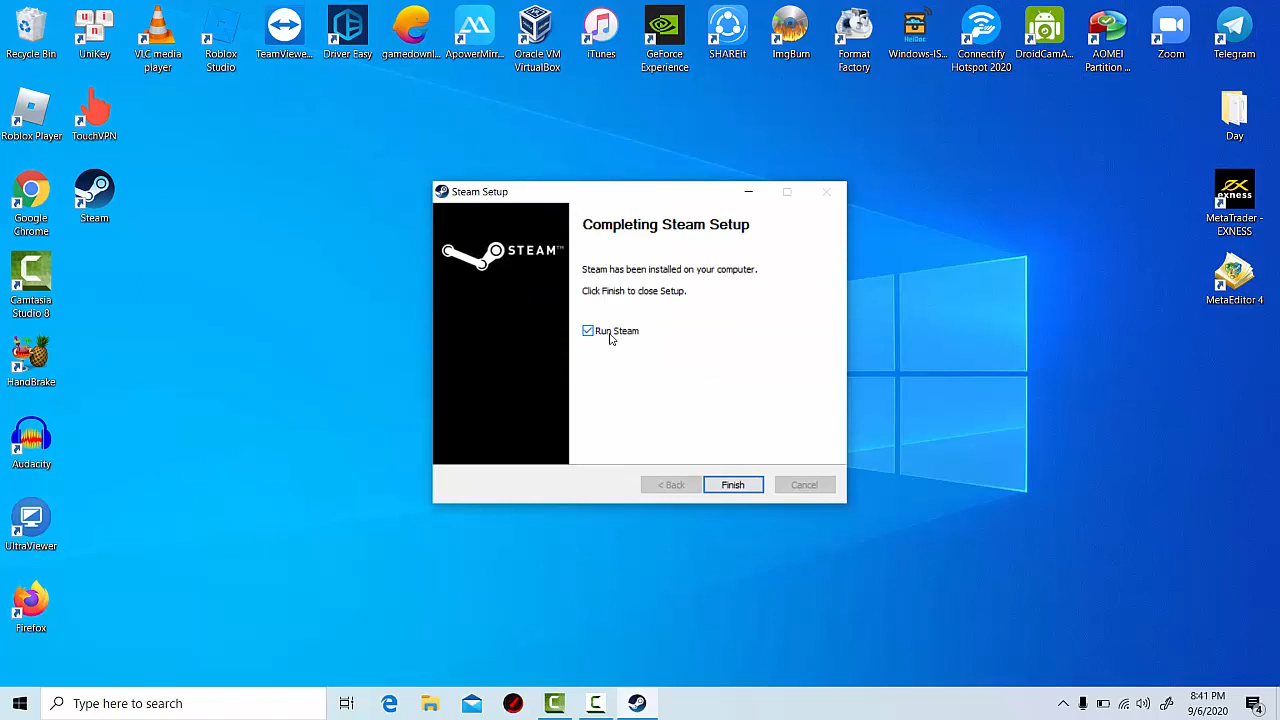 Recycle Bin
UniKey
VLC media
player
Roblox
Studio
TeamViewe...
Driver Easy
gamedownl...
ApowerMirr...
Oracle VM
VirtualBox
iTunes
GeForce
Experience
SHAREit
ImgBurn
Format
Factory
Windows-IS...
Connectify
Hotspot 2020
DroidCamA...
AOMEI
Partition ...
Zoom
Telegram
Roblox Player
TouchVPN
Day
Google
Chrome
Steam
exness
MetaTrader -
EXNESS
Camtasia
Studio 8
MetaEditor 4
HandBrake
Audacity
UltraViewer
Firefox
Steam Setup
STEAM™
Completing Steam Setup
Steam has been installed on your computer.
Click Finish to close Setup.
Run Steam
< Back
Finish
Cancel
Type here to search
8:41 PM
9/6/2020
4